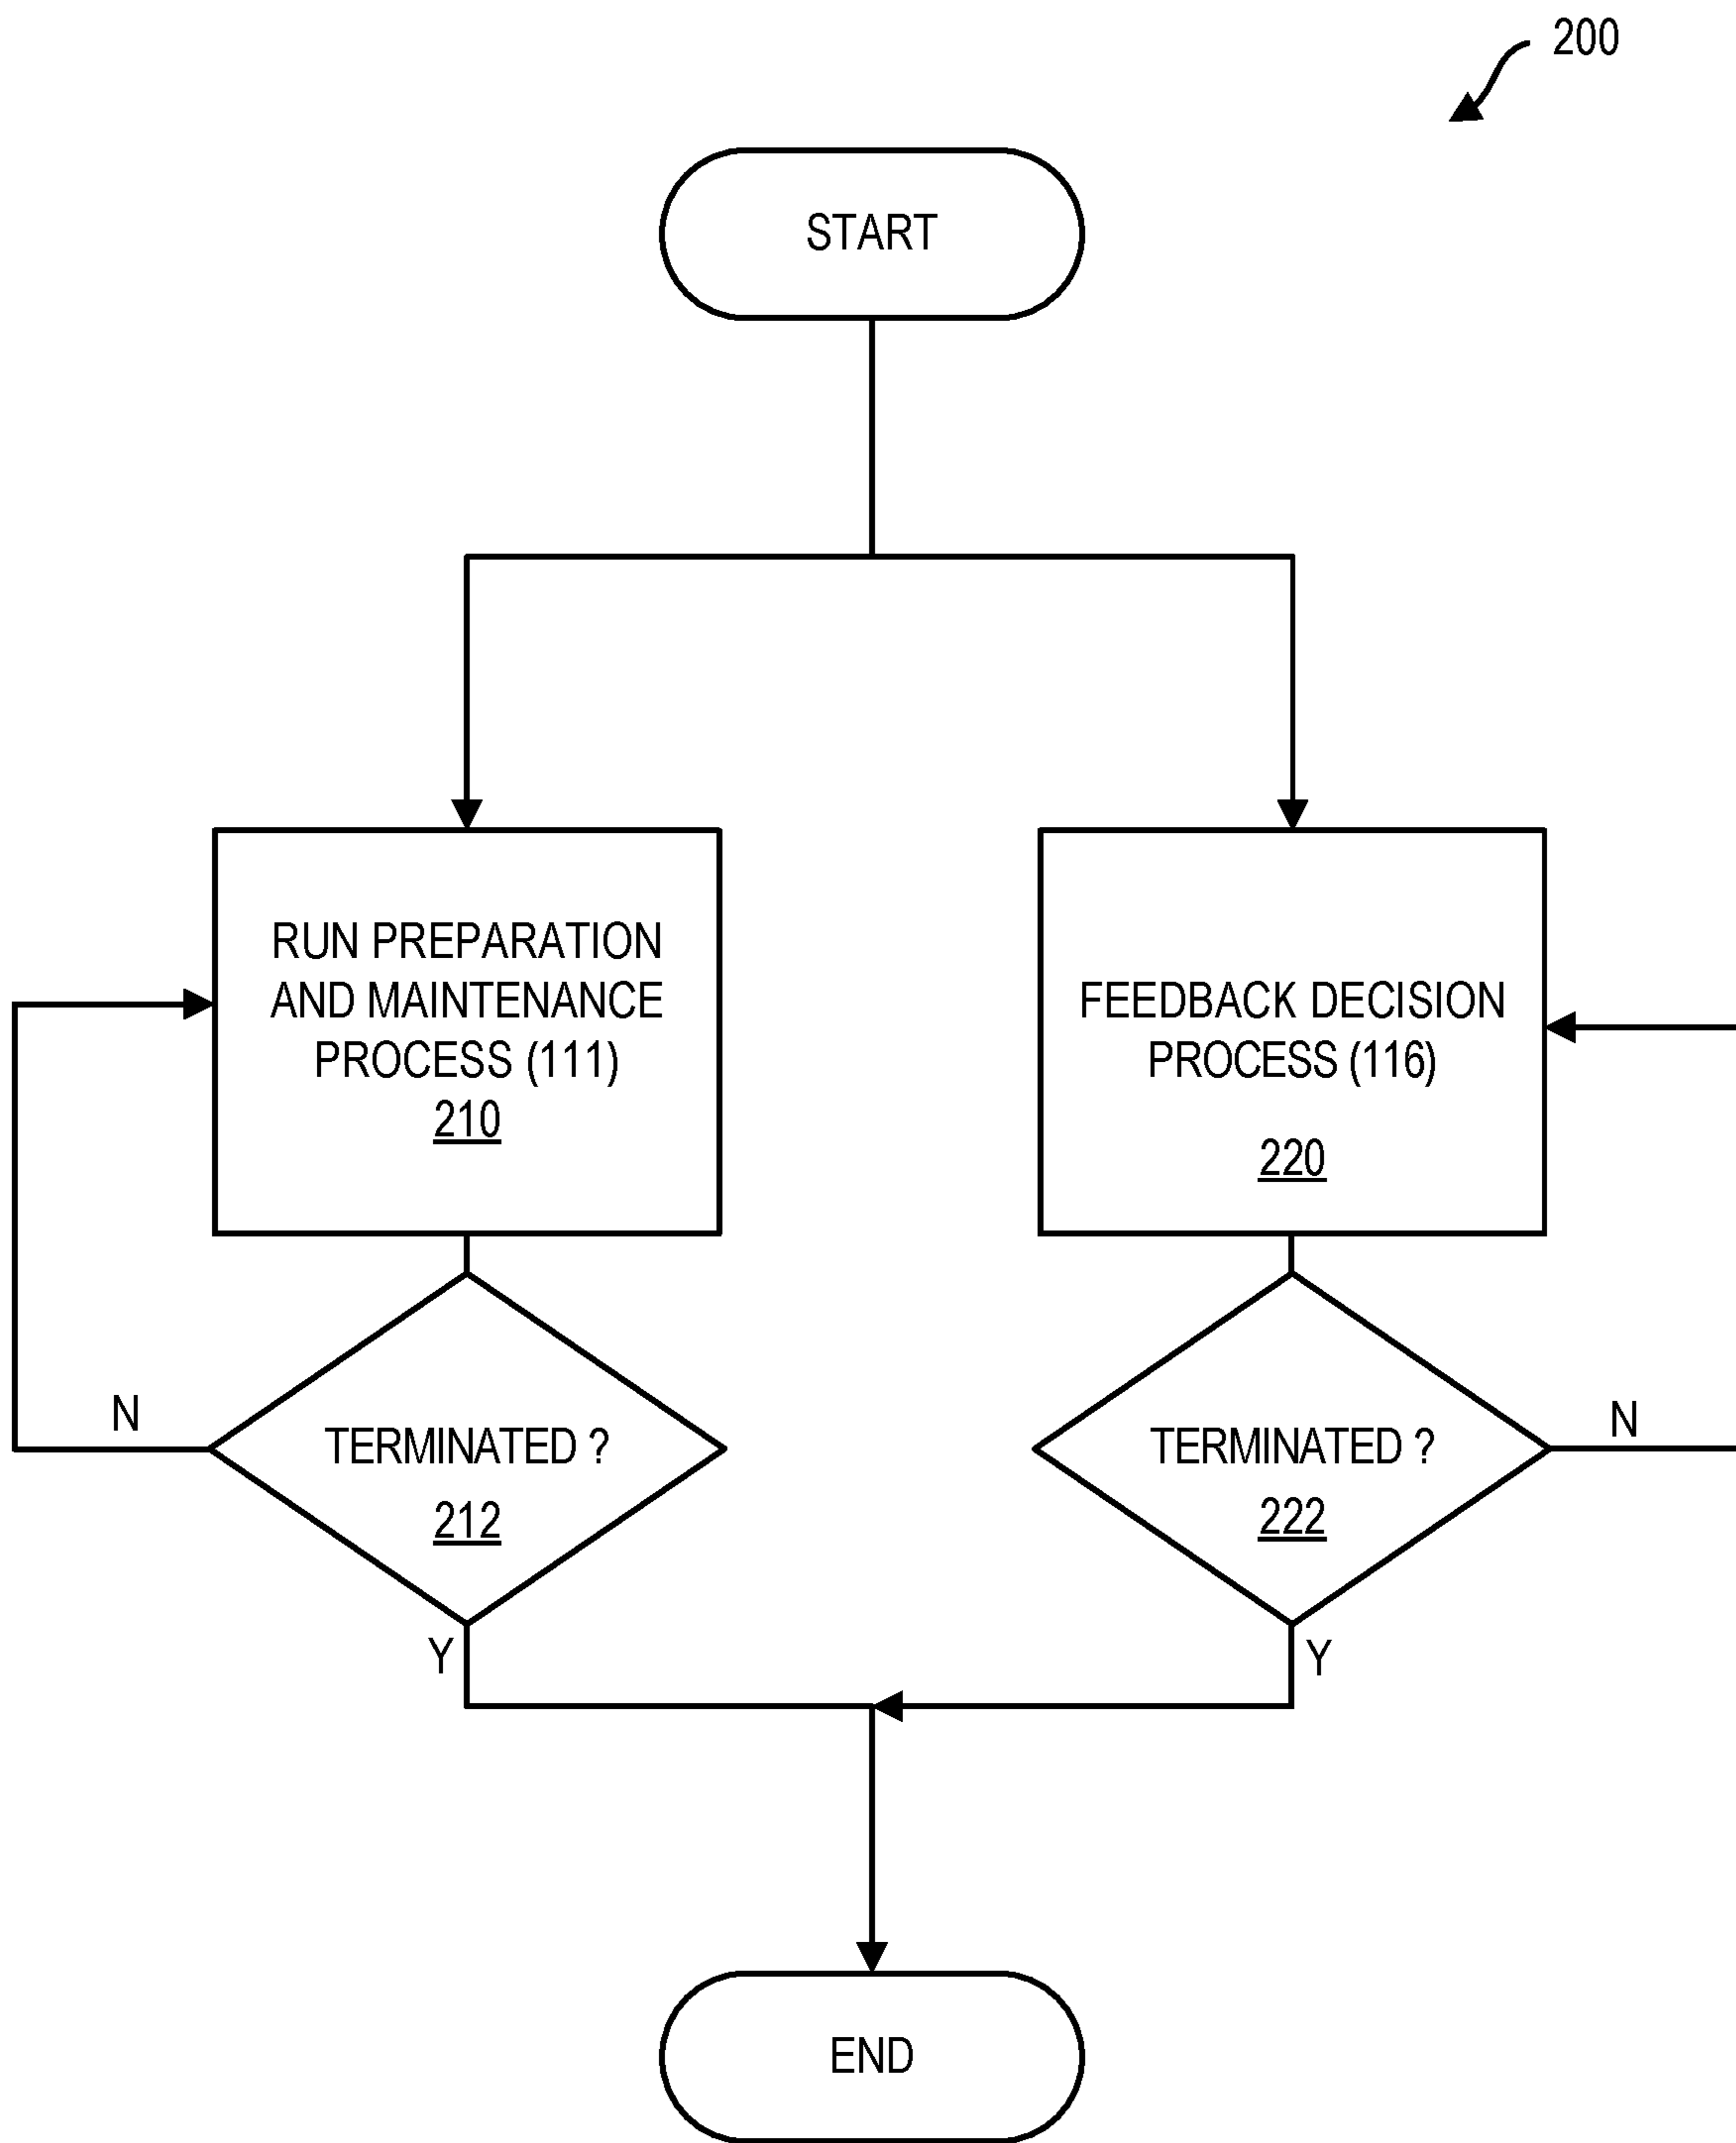 200
START
RUN PREPARATION
AND MAINTENANCE
PROCESS (111)
210
FEEDBACK DECISION
PROCESS (116)
220
N
TERMINATED ?
212
Y
TERMINATED ?
222
N
Y
END